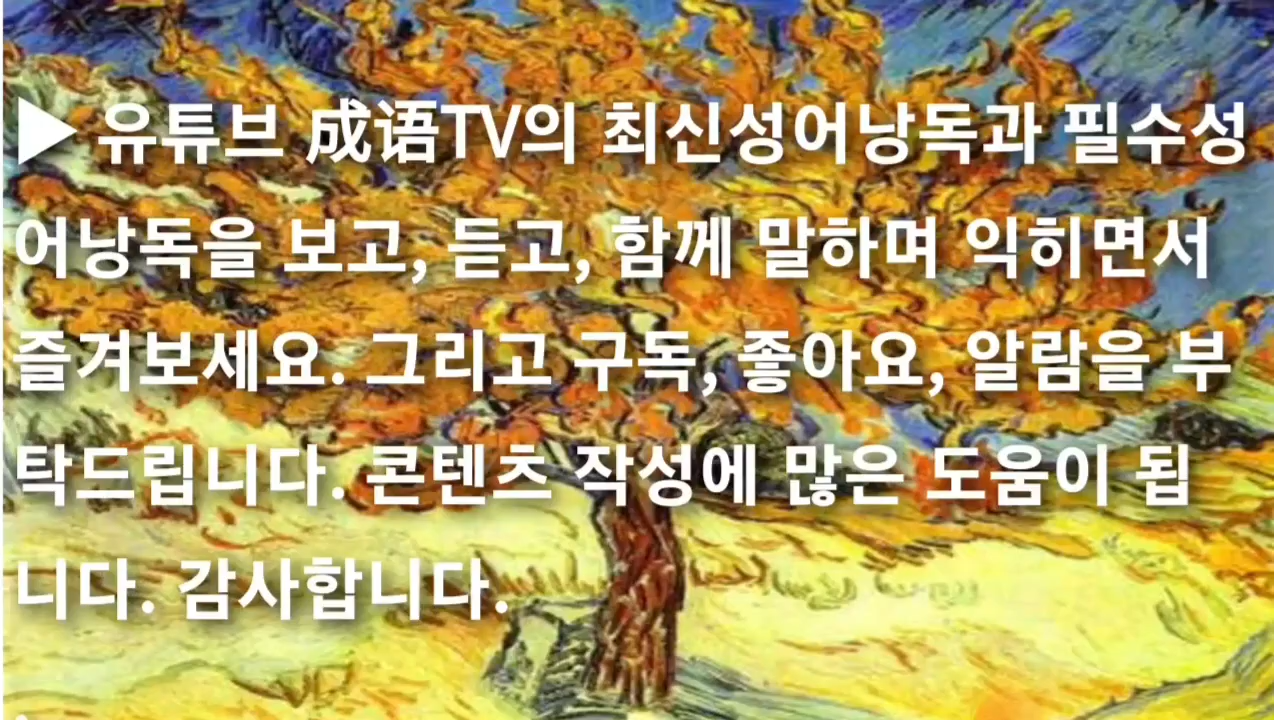 ▶ 유튜브 成语TV의 최신성어낭독과 필수성
어낭독을 보고, 듣고, 함께 말하며 익히면서
즐겨보세요. 그리고 구독, 좋아요, 알람을 부
탁드립니다. 콘텐츠 작성에 많은 도움이 됩
니다. 감사합니다.